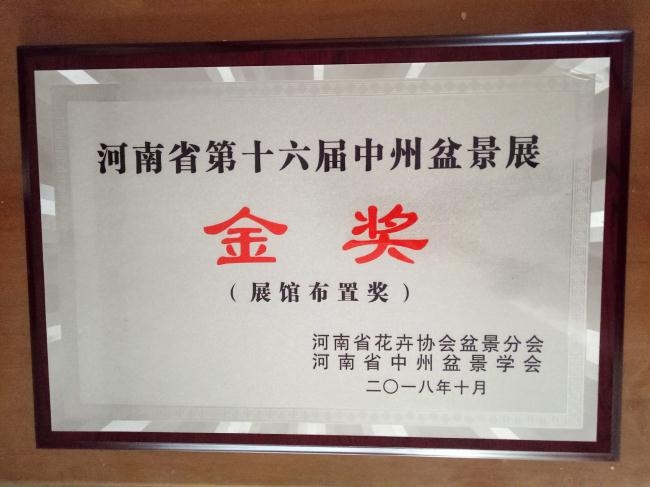 河南省第十六届中州盆景展
金奖
(展馆布置奖)
河南省花卉协会盆景分会
河南省中州盆景学会
二〇一八年十月